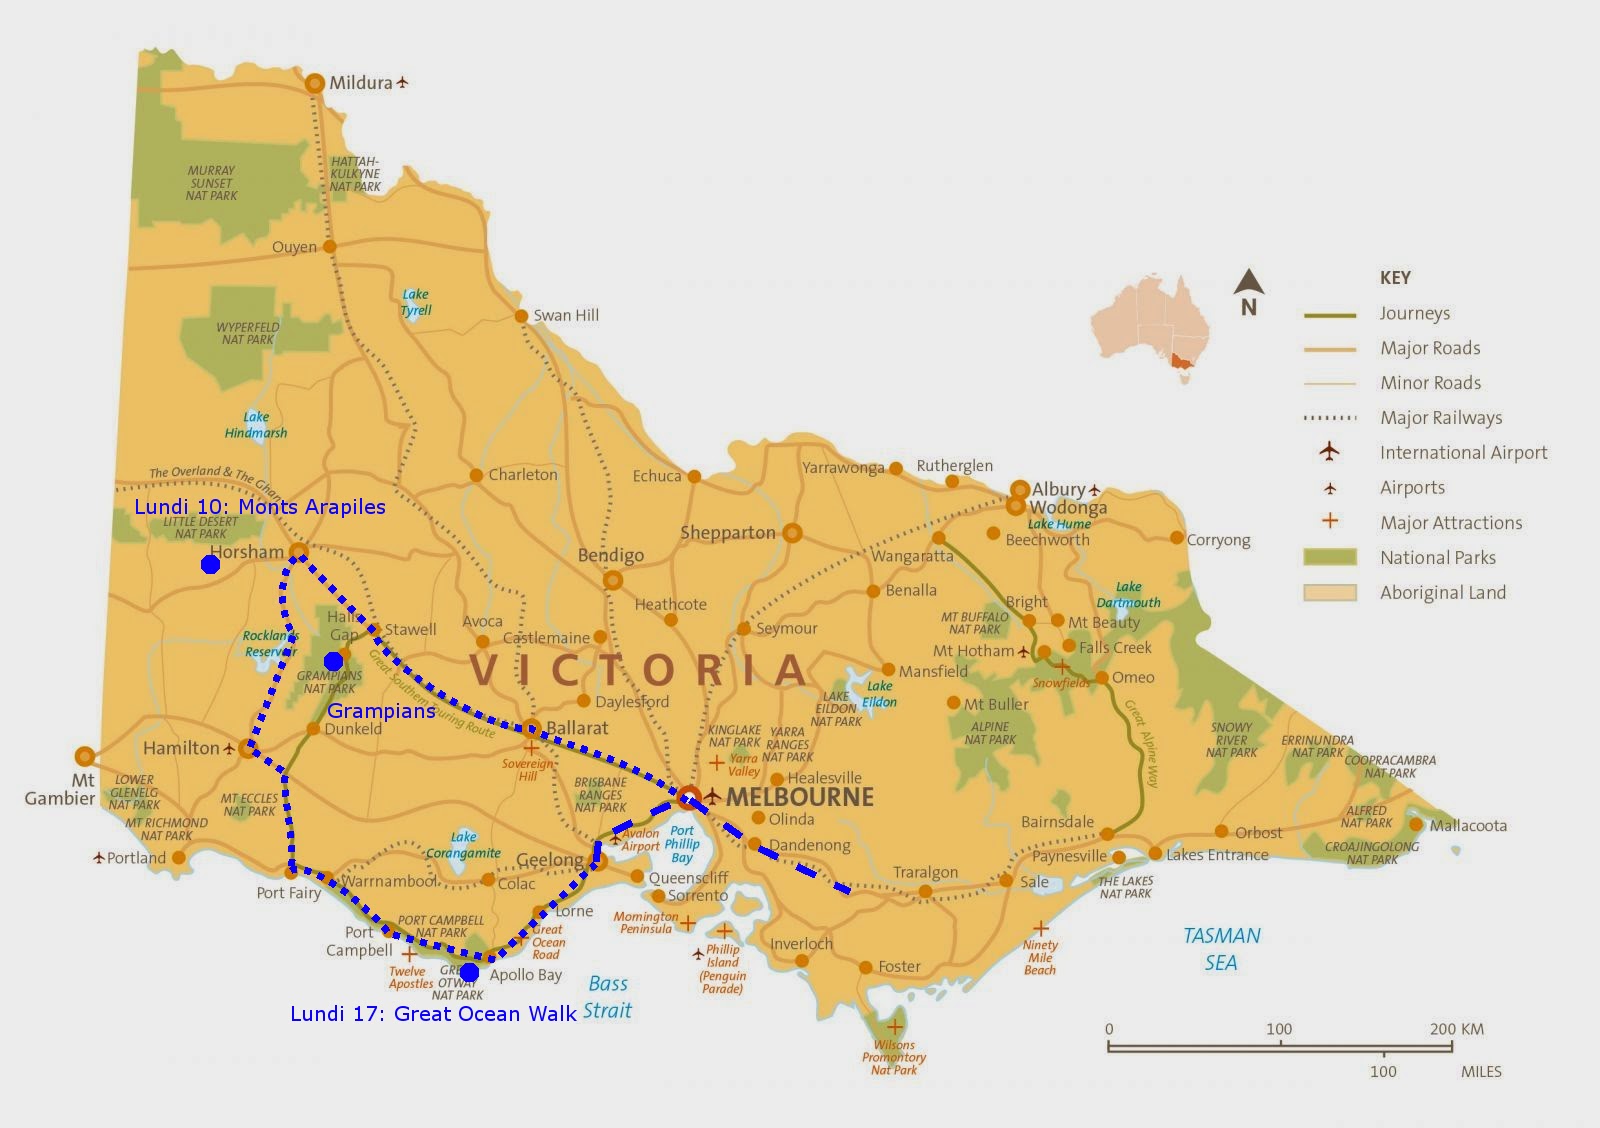 Mildura
MURRAY
SUNSET
NAT PARK
HATTAH-
KULKYNE
NAT PARK
Ouyen
Lake
Tyrell
Swan Hill
WYPERFELD
NAT PARK
Lake
Hindmarsh
KEY
N
Journeys
Major Roads
Minor Roads
Major Railways
International Airport
Airports
Major Attractions
National Parks
Aboriginal Land
The Overland & The Ghan
Charleton
Echuca
Yarrawonga
Rutherglen
Albury
Wodonga
Lake Hume
Lundi 10: Monts Arapiles
LITTLE DESERT
NAT PARK
Horsham
Shepparton
Wangaratta
Beechworth
Corryong
Bendigo
Benalla
Lake
Dartmouth
Heathcote
Bright
MT BUFFALO
NAT PARK
Mt Beauty
Halls
Gap
Stawell
Avoca
Castlemaine
Seymour
Rocklands
Reservoir
Mt Hotham
Falls Creek
Snowfields
Omeo
GRAMPIANS
NAT PARK
Great Southern Touring Route
VICTORIA
Mansfield
Lake
Eildon
LAKE
EILDON
NAT PARK
Mt Buller
Grampians
Daylesford
Dunkeld
Ballarat
ALPINE
NAT PARK
Great Alpine Way
SNOWY
RIVER
NAT PARK
ERRINUNDRA
NAT PARK
COOPRACAMBRA
NAT PARK
Hamilton
Sovereign
Hill
KINGLAKE
NAT PARK
YARRA
RANGES
NAT PARK
Yarra
Valley
Healesville
Mt
Gambier
LOWER
GLENELG
NAT PARK
MT ECCLES
NAT PARK
BRISBANE
RANGES
NAT PARK
MELBOURNE
Olinda
MT RICHMOND
NAT PARK
Portland
Lake
Corangamite
Avalon
Airport
Port
Phillip
Bay
Dandenong
Bairnsdale
Orbost
ALFRED
NAT PARK
Mallacoota
CROAJINGOLONG
NAT PARK
Geelong
Paynesville
Lakes Entrance
Port Fairy
Warrnambool
Colac
Queenscliff
Sorrento
Traralgon
Sale
THE LAKES
NAT PARK
Lorne
PORT CAMPBELL
NAT PARK
Port
Campbell
Great
Ocean
Road
Mornington
Peninsula
Phillip
Island
(Penguin
Parade)
Inverloch
Foster
Ninety
Mile
Beach
TASMAN
SEA
Twelve
Apostles
GREAT
OTWAY
NAT PARK
Apollo Bay
Bass
Strait
Lundi 17: Great Ocean Walk
Wilsons
Promontory
Nat Park
0 100 200 KM
100 MILES